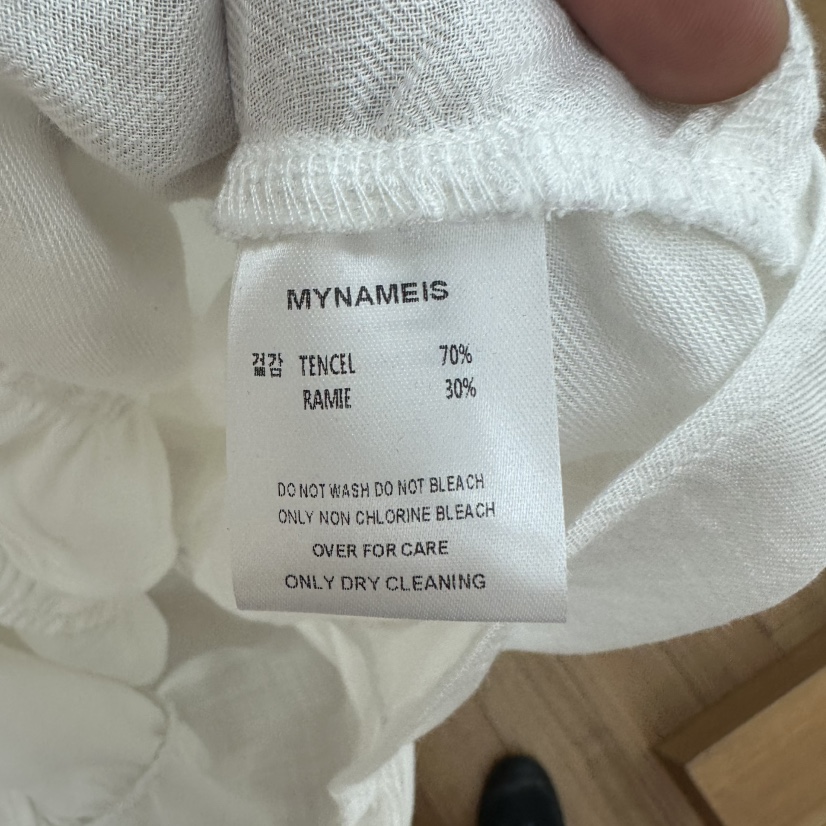 MYNAMEIS
겉감 TENCEL 70%
RAMIE 30%
DO NOT WASH DO NOT BLEACH
ONLY NON CHLORINE BLEACH
OVER FOR CARE
ONLY DRY CLEANING